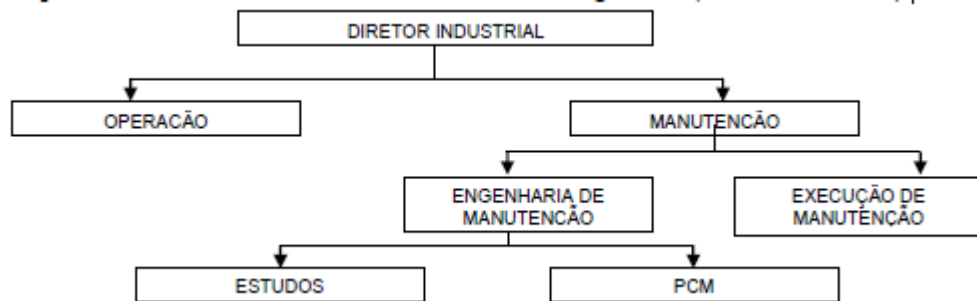 DIRETOR INDUSTRIAL
OPERACÃO
MANUTENCÃO
ENGENHARIA DE
MANUTENCÃO
EXECUÇÃO DE
MANUTENÇÃO
ESTUDOS
PCM